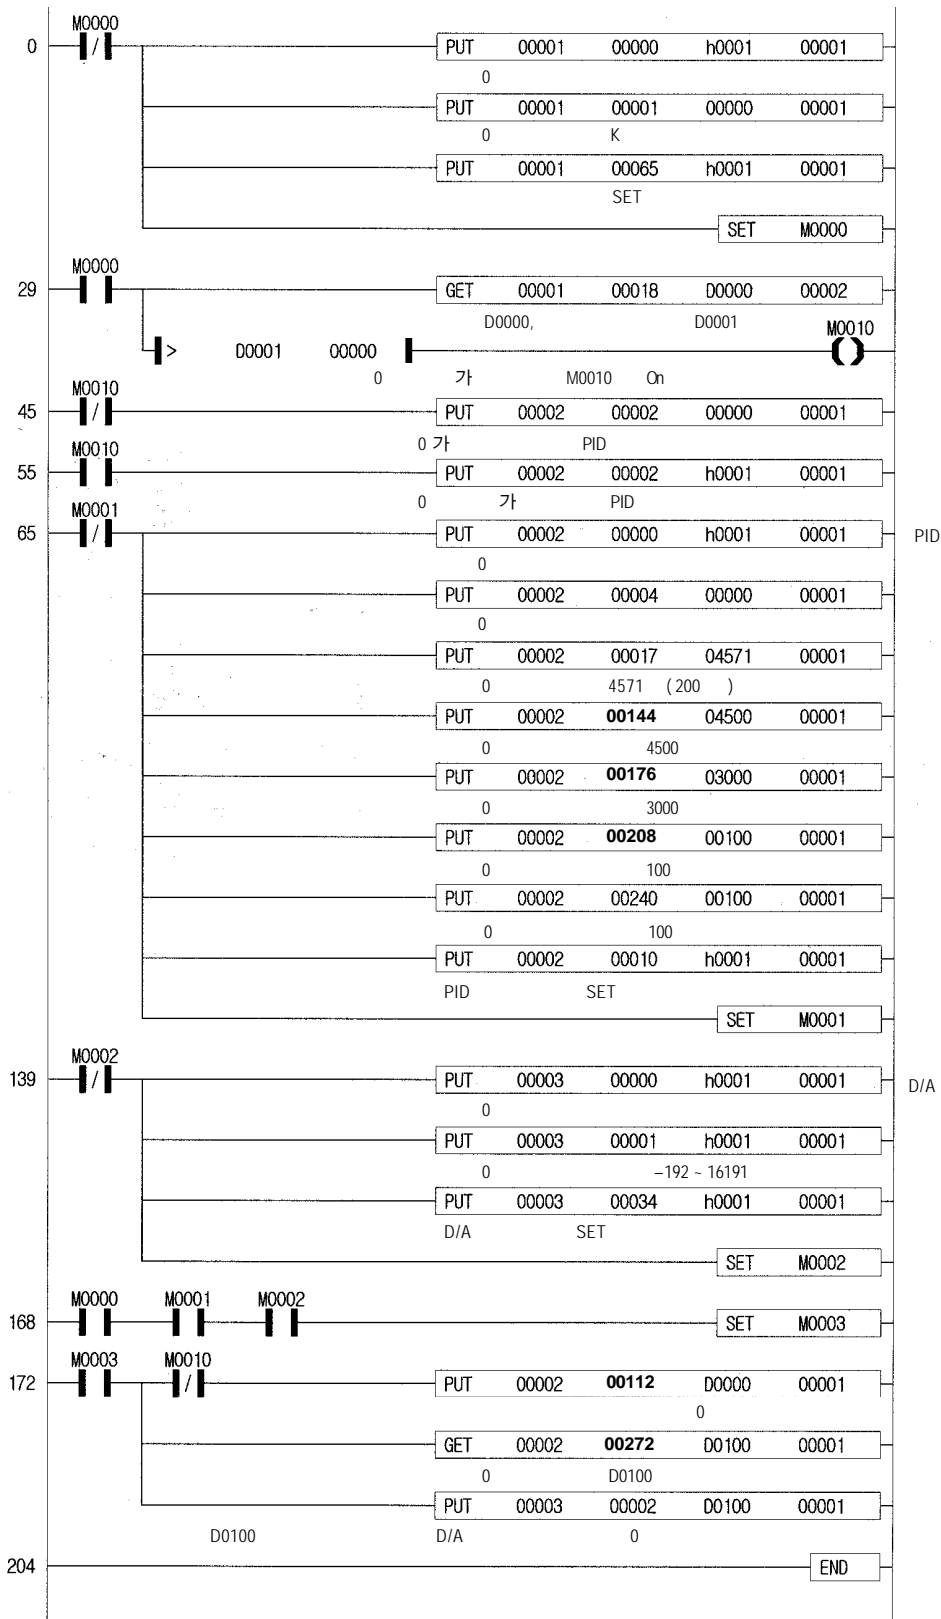 M0000
0 / PUT 00001 00000 h0001 00001
0
PUT 00001 00001 00000 00001
0 K
PUT 00001 00065 h0001 00001
SET
SET M0000
M0000
29 GET 00001 00018 D0000 00002
D0000, D0001
M0010
> D0001 00000 ( )
0 가 M0010 On
M0010
45 / PUT 00002 00002 00000 00001
0 가 PID
M0010
55 PUT 00002 00002 h0001 00001
0 가 PID
M0001
65 / PUT 00002 00000 h0001 00001 PID
0
PUT 00002 00004 00000 00001
0
PUT 00002 00017 04571 00001
0 4571 (200 )
PUT 00002 00144 04500 00001
0 4500
PUT 00002 00176 03000 00001
0 3000
PUT 00002 00208 00100 00001
0 100
PUT 00002 00240 00100 00001
0 100
PUT 00002 00010 h0001 00001
PID SET
SET M0001
M0002
139 / PUT 00003 00000 h0001 00001 D/A
0
PUT 00003 00001 h0001 00001
0 –192 ~ 16191
PUT 00003 00034 h0001 00001
D/A SET
SET M0002
M0000 M0001 M0002
168 SET M0003
M0003 M0010
172 / PUT 00002 00112 D0000 00001
0
GET 00002 00272 D0100 00001
0 D0100
PUT 00003 00002 D0100 00001
D0100 D/A 0
204 END